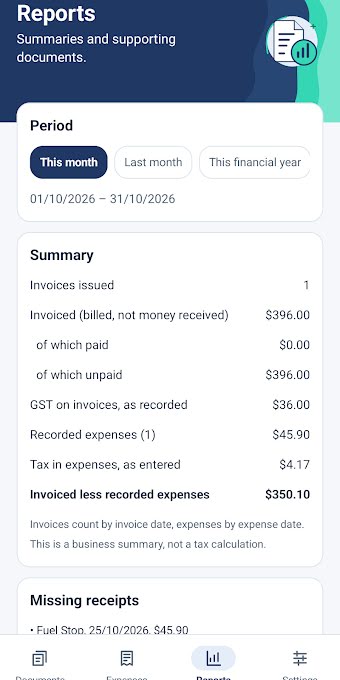 Reports
Summaries and supporting
documents.
Period
This month
Last month
This financial year
01/10/2026 – 31/10/2026
Summary
Invoices issued 1
Invoiced (billed, not money received) $396.00
of which paid $0.00
of which unpaid $396.00
GST on invoices, as recorded $36.00
Recorded expenses (1) $45.90
Tax in expenses, as entered $4.17
Invoiced less recorded expenses $350.10
Invoices count by invoice date, expenses by expense date.
This is a business summary, not a tax calculation.
Missing receipts
• Fuel Stop, 25/10/2026, $45.90
Documents Expenses Reports Settings